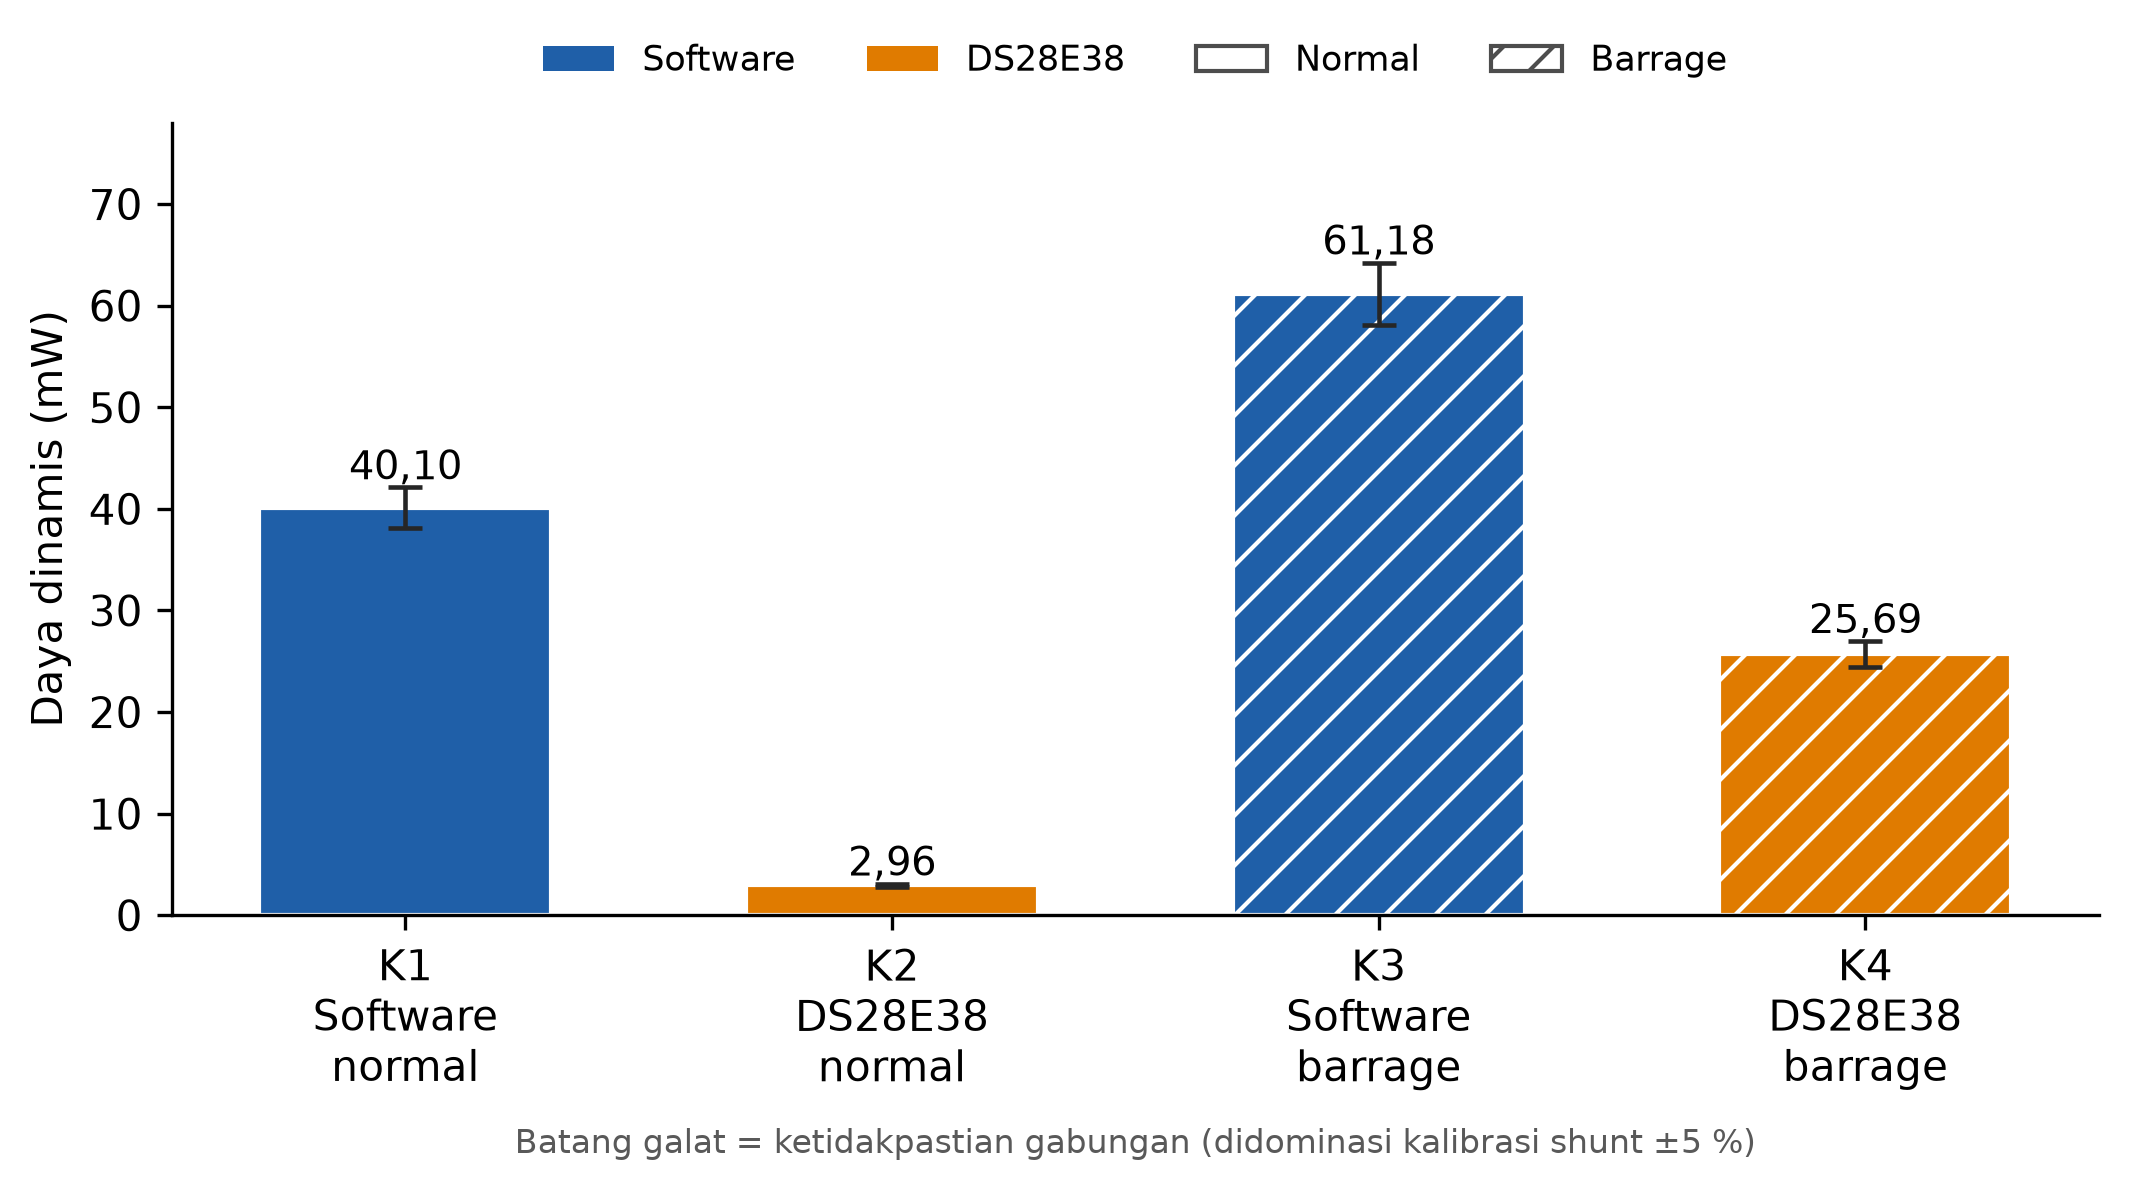 Software DS28E38 Normal Barrage
Daya dinamis (mW)
70
60
50
40
30
20
10
0
61,18
40,10
25,69
2,96
K1 K2 K3 K4
Software DS28E38 Software DS28E38
normal normal barrage barrage
Batang galat = ketidakpastian gabungan (didominasi kalibrasi shunt ±5 %)